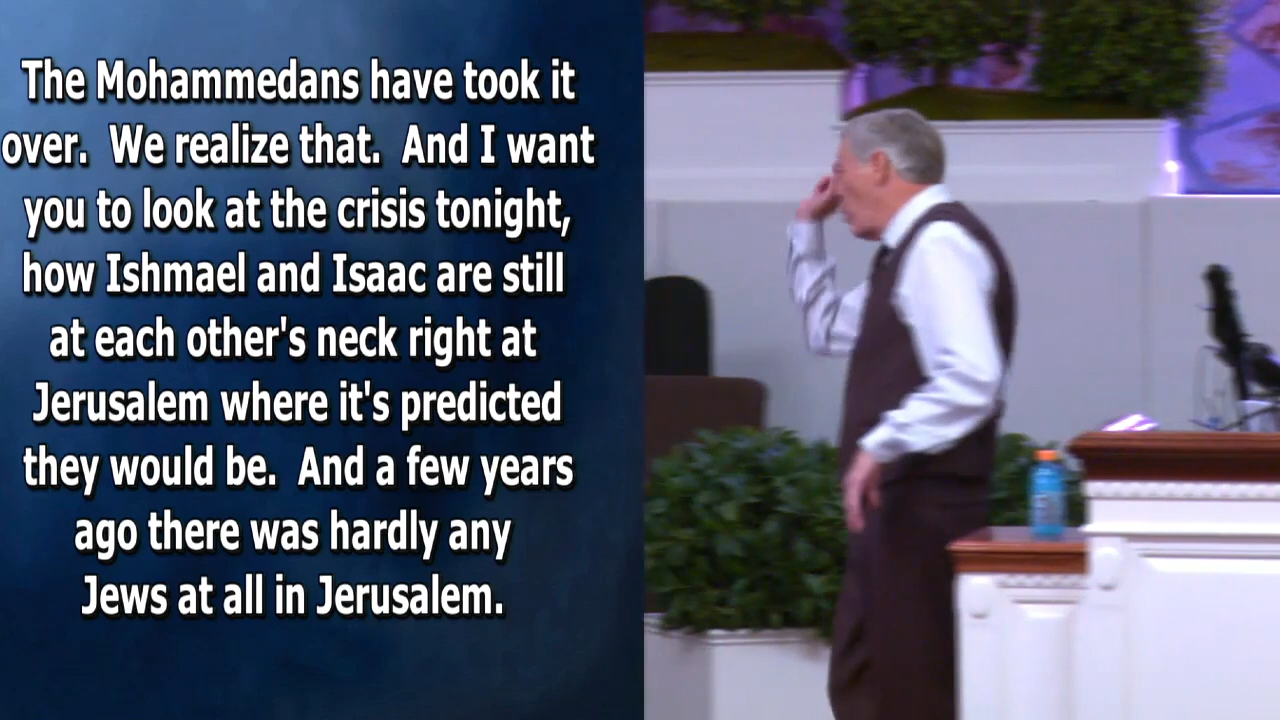 The Mohammedans have took it
over.  We realize that.  And I want
you to look at the crisis tonight,
how Ishmael and Isaac are still
at each other's neck right at
Jerusalem where it's predicted
they would be.  And a few years
ago there was hardly any
Jews at all in Jerusalem.